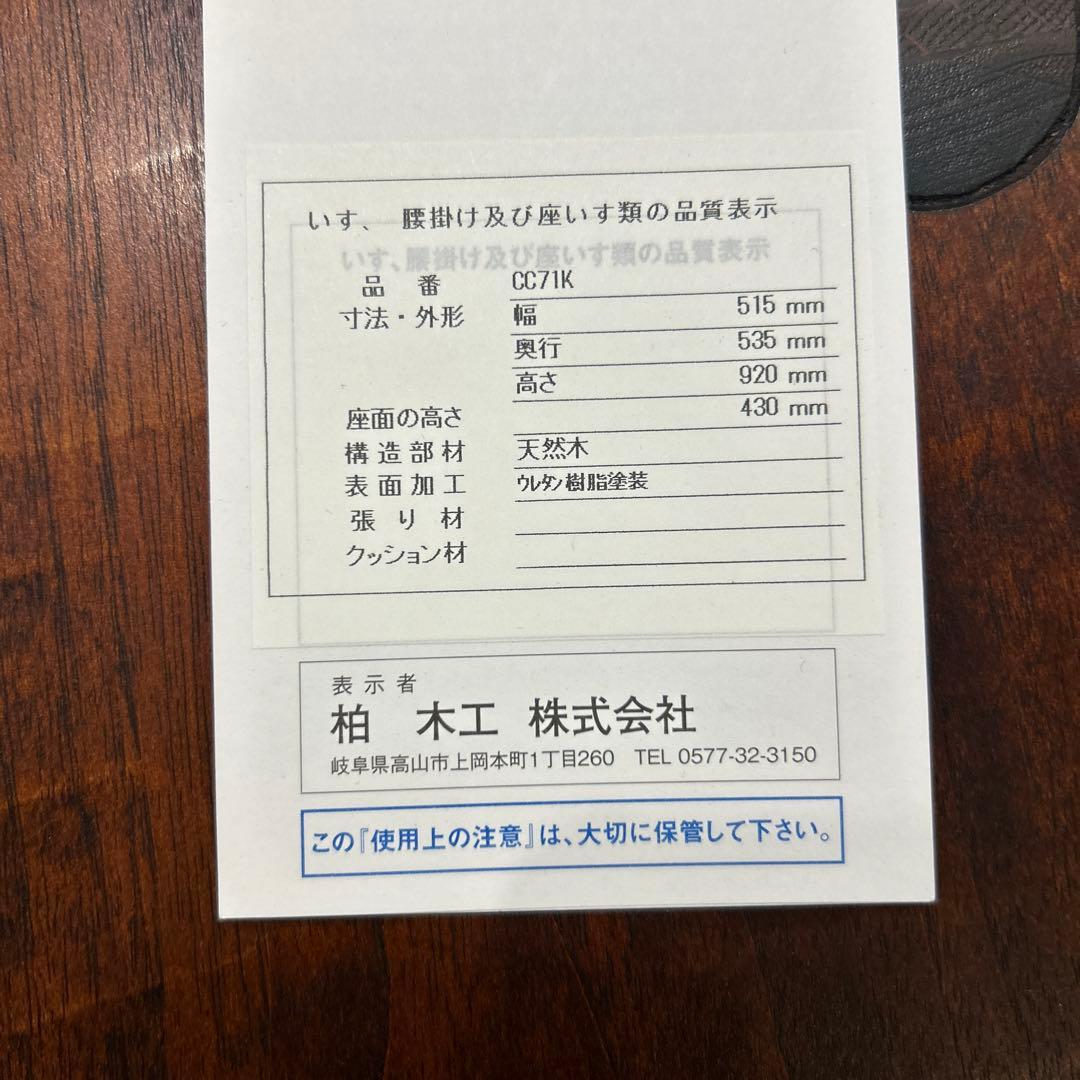 いす、 腰掛け及び座いす類の品質表示
いす、腰掛け及び座いす類の品質表示
品 番 CC71K
寸法・外形 幅 515 mm
奥行 535 mm
高さ 920 mm
座面の高さ 430 mm
構造部材 天然木
表面加工 ウレタン樹脂塗装
張り材
クッション材
表示者
柏 木工 株式会社
岐阜県高山市上岡本町1丁目260 TEL 0577-32-3150
この『使用上の注意』は、大切に保管して下さい。